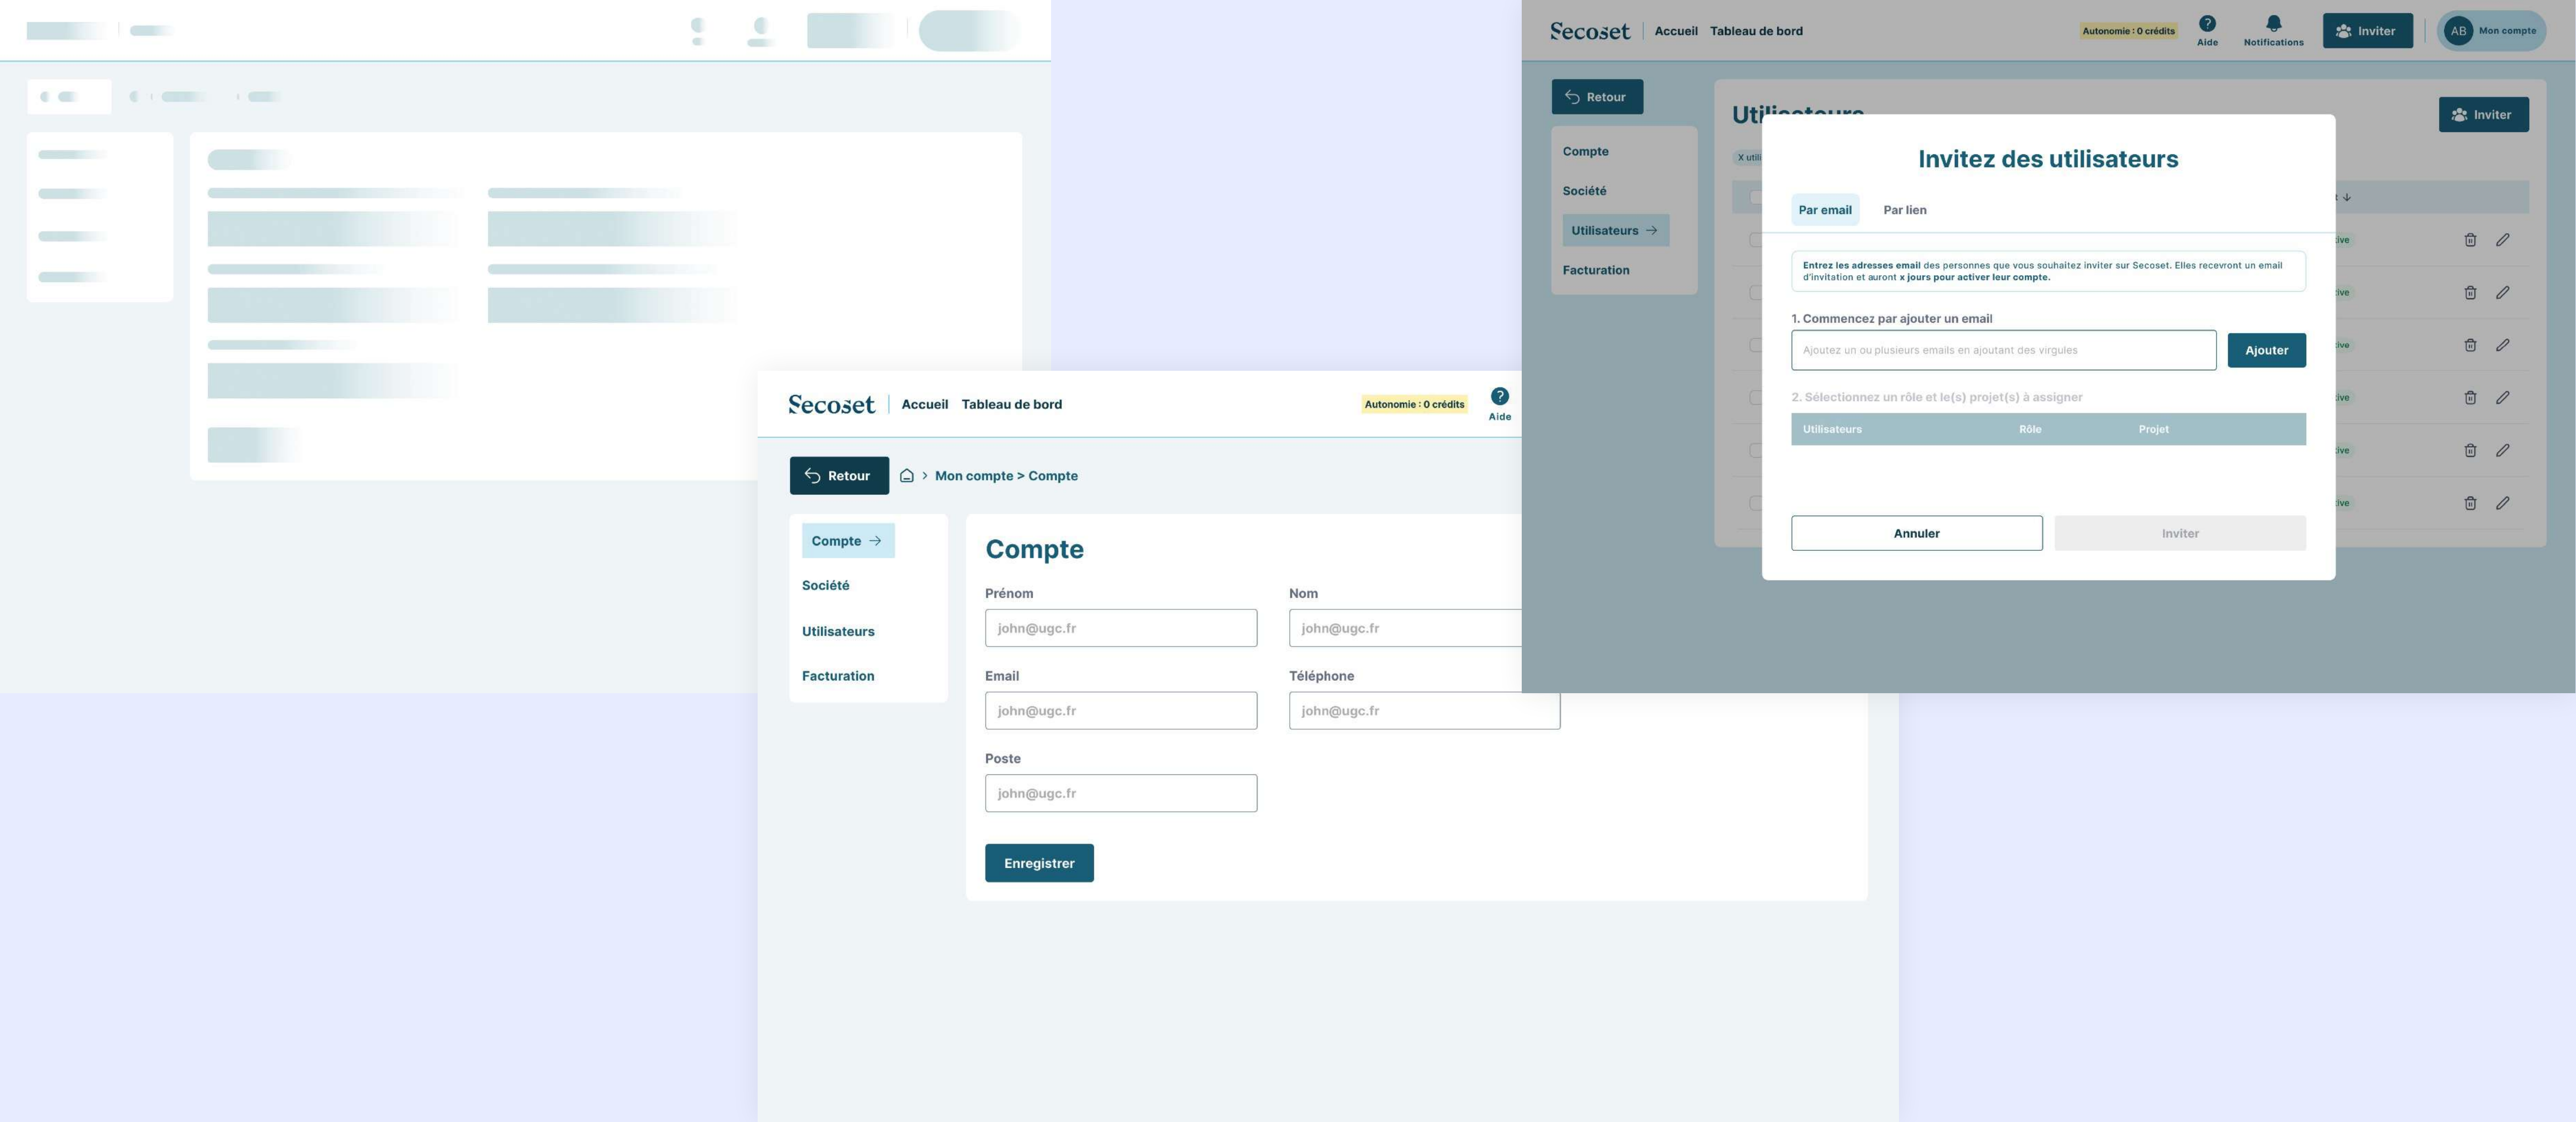 Secoset
Accueil Tableau de bord
Autonomie : 0 crédits
Aide
Retour
Mon compte > Compte
Compte
Société
Utilisateurs
Facturation
Compte
Prénom
Nom
john@ugc.fr
john@ugc.fr
Email
Téléphone
john@ugc.fr
john@ugc.fr
Poste
john@ugc.fr
Enregistrer
Secoset
Accueil Tableau de bord
Autonomie : 0 crédits
Aide
Notifications
Inviter
AB Mon compte
Retour
Compte
Société
Utilisateurs
Facturation
Utilisateurs
Inviter
X utili
Invitez des utilisateurs
Par email
Par lien
Entrez les adresses email des personnes que vous souhaitez inviter sur Secoset. Elles recevront un email
d'invitation et auront x jours pour activer leur compte.
1. Commencez par ajouter un email
Ajoutez un ou plusieurs emails en ajoutant des virgules
Ajouter
2. Sélectionnez un rôle et le(s) projet(s) à assigner
Utilisateurs Rôle Projet
Annuler
Inviter